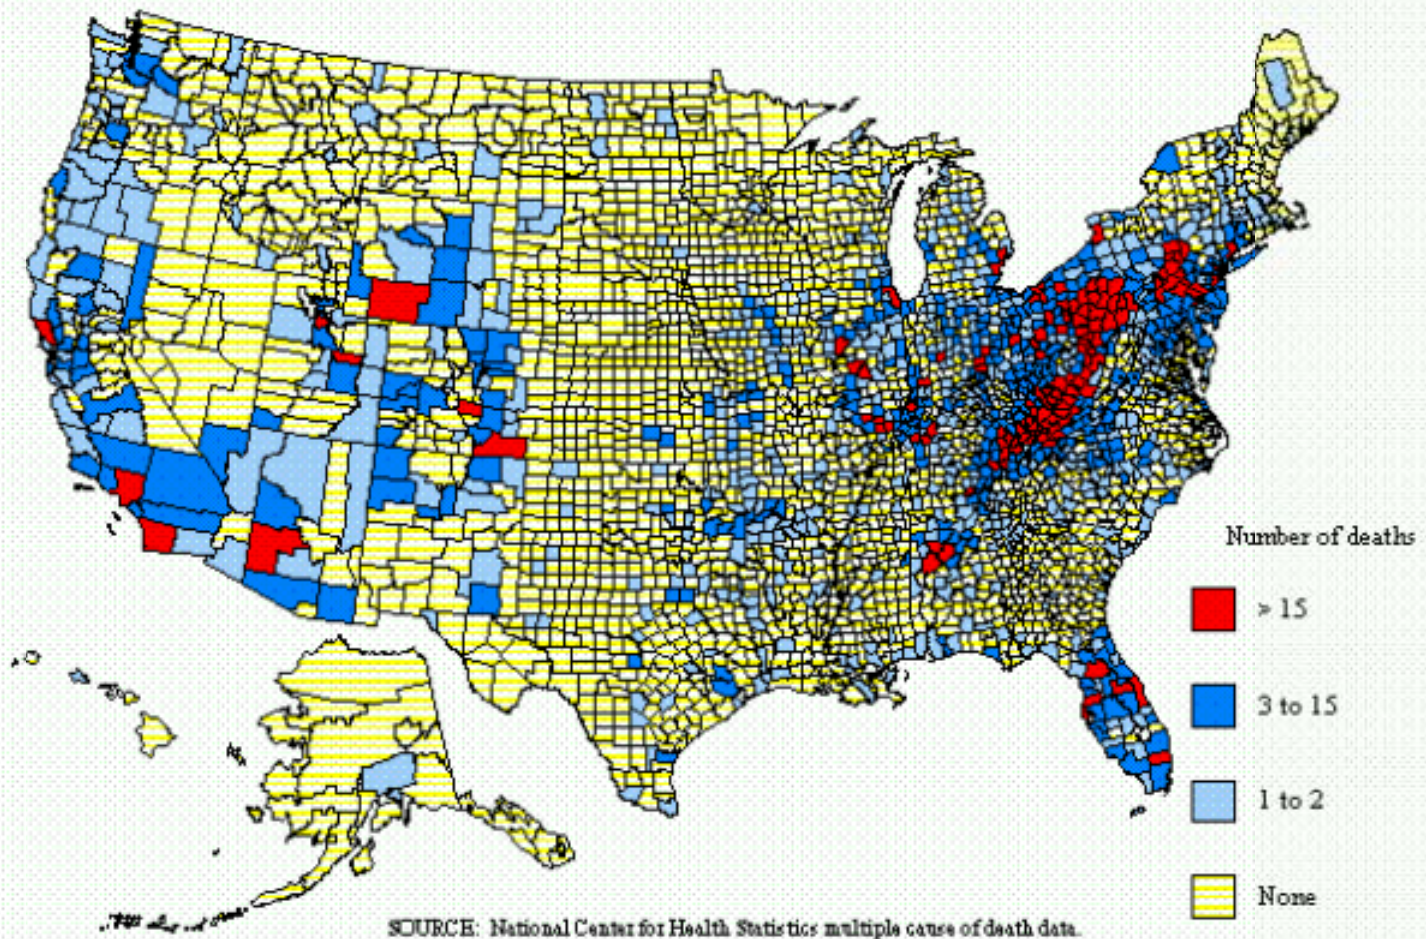 Number of deaths
> 15
3 to 15
1 to 2
None
SOURCE: National Center for Health Statistics multiple cause of death data.